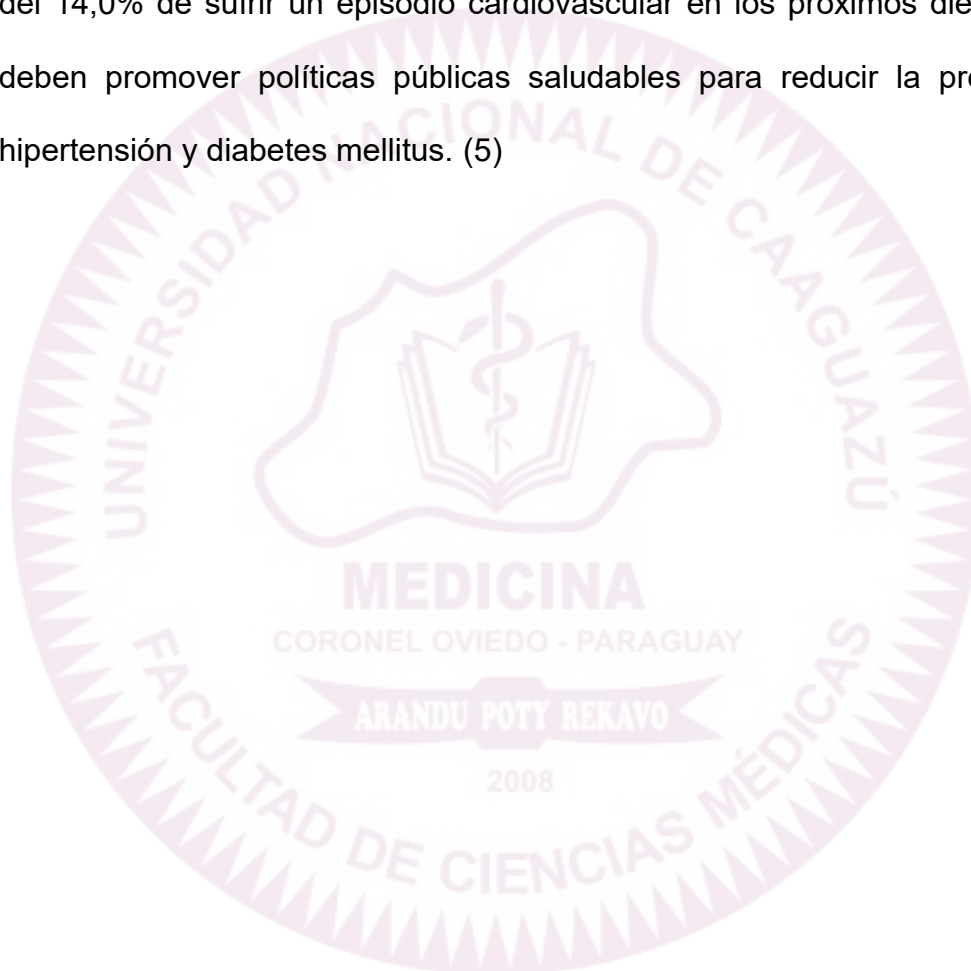 del 14,0% de sufrir un episodio cardiovascular en los próximos
deben promover políticas públicas saludables para reducir la
hipertensión y diabetes mellitus. (5)
UNIVERSIDAD NACIONAL DE CAAGUAZÚ
MEDICINA
CORONEL OVIEDO - PARAGUAY
ARANDU POTY REKAVO
2008
FACULTAD DE CIENCIAS MÉDICAS